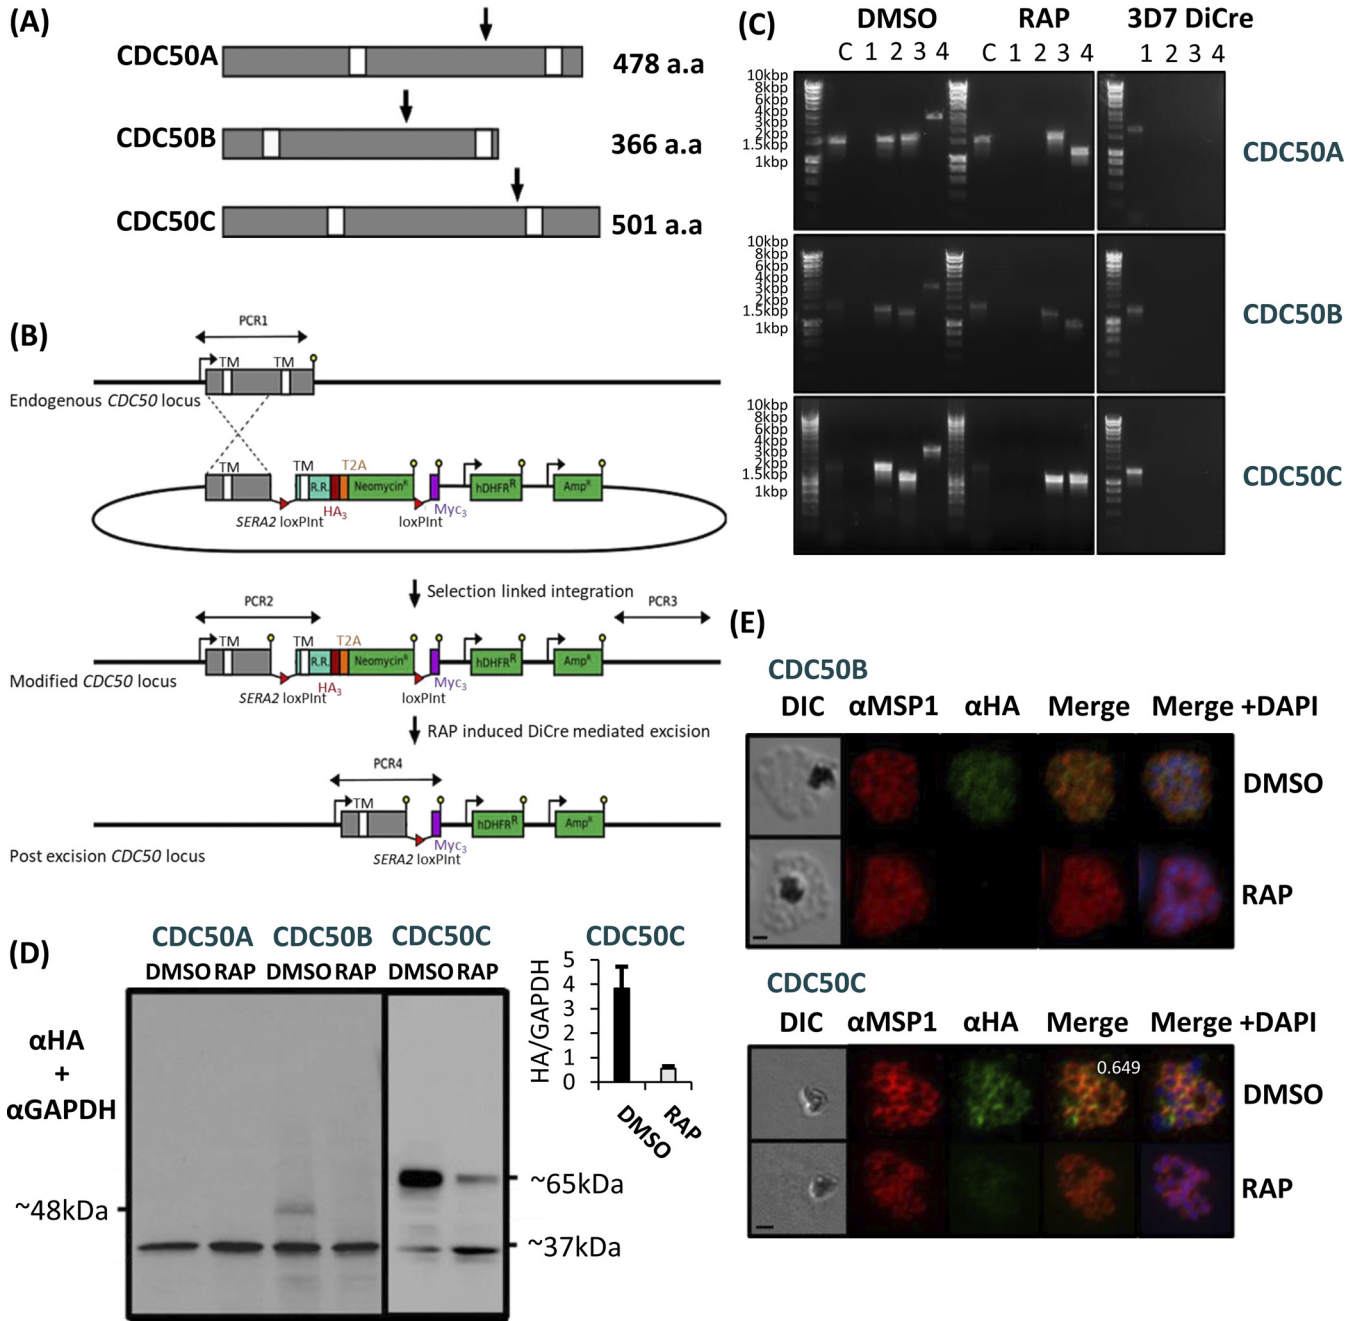 (A)
CDC50A
478 a.a
CDC50B
366 a.a
CDC50C
501 a.a
(B)
PCR1
TM TM
Endogenous CDC50 locus
TM TM T2A
R.R. Neomycin^R hDHFR^R Amp^R
SERA2 loxPInt HA3 loxPInt Myc3
Selection linked integration
PCR2 PCR3
TM TM T2A
R.R. Neomycin^R hDHFR^R Amp^R
Modified CDC50 locus
SERA2 loxPInt HA3 loxPInt Myc3
RAP induced DiCre mediated excision
PCR4
TM
hDHFR^R Amp^R
Myc3
Post excision CDC50 locus
SERA2 loxPInt
(C)
DMSO RAP 3D7 DiCre
C 1 2 3 4 C 1 2 3 4 1 2 3 4
10kbp
8kbp
6kbp
4kbp
3kbp
2kbp
1.5kbp
1kbp
CDC50A
10kbp
8kbp
6kbp
4kbp
3kbp
2kbp
1.5kbp
1kbp
CDC50B
10kbp
8kbp
6kbp
4kbp
3kbp
2kbp
1.5kbp
1kbp
CDC50C
(D)
CDC50A CDC50B CDC50C
DMSO RAP DMSO RAP DMSO RAP
αHA
+
αGAPDH
~48kDa
~65kDa
~37kDa
CDC50C
HA/GAPDH
5
4
3
2
1
0
DMSO
RAP
(E)
CDC50B
DIC αMSP1 αHA Merge Merge +DAPI
DMSO
RAP
CDC50C
DIC αMSP1 αHA Merge Merge +DAPI
0.649
DMSO
RAP